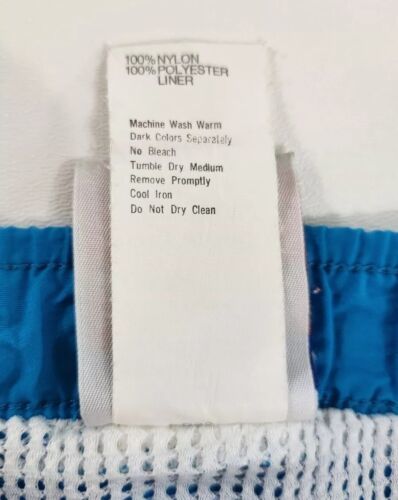 100% NYLON
100% POLYESTER
LINER
Machine Wash Warm
Dark Colors Separately
No Bleach
Tumble Dry Medium
Remove Promptly
Cool Iron
Do Not Dry Clean